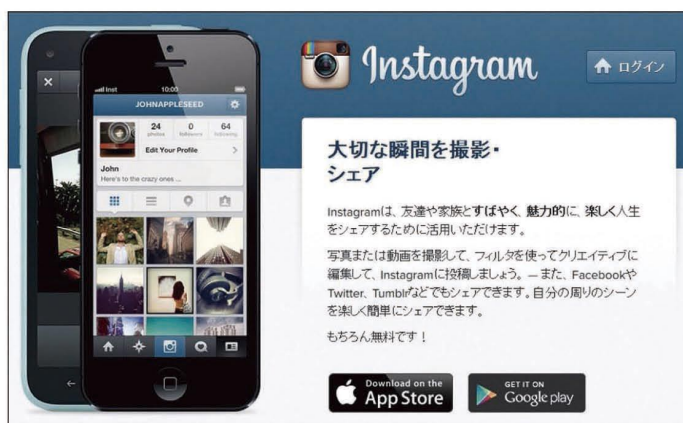 Instagram
ログイン
Inst 10:00
JOHNAPPLESEED
24 0 64
photos followers following
Edit Your Profile
John
Here's to the crazy ones ...
大切な瞬間を撮影・
シェア
Instagramは、友達や家族とすばやく、魅力的に、楽しく人生
をシェアするために活用いただけます。
写真または動画を撮影して、フィルタを使ってクリエイティブに
編集して、Instagramに投稿しましょう。 — また、Facebookや
Twitter、Tumblrなどでもシェアできます。自分の周りのシーン
を楽しく簡単にシェアできます。
もちろん無料です！
Download on the
App Store
GET IT ON
Google play